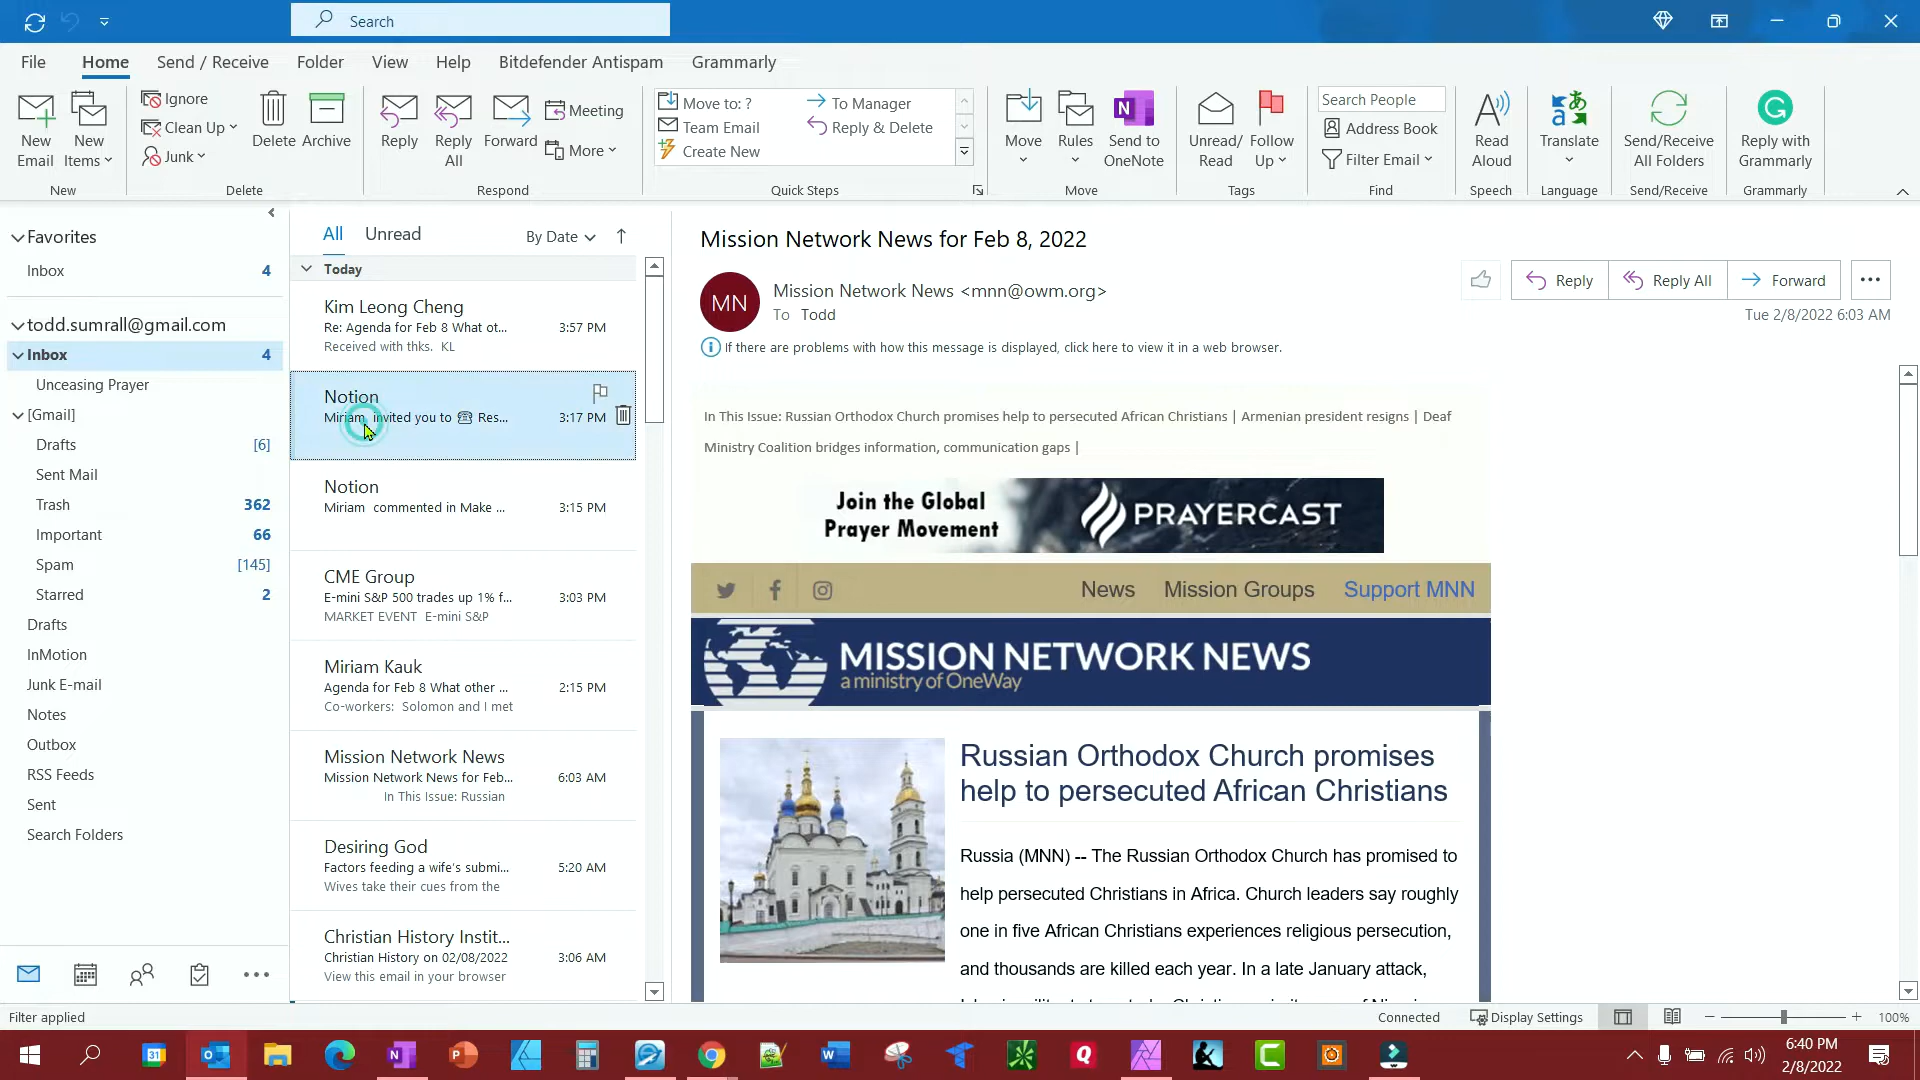 Search
File Home Send / Receive Folder View Help Bitdefender Antispam Grammarly
New
Email
New
Items
New
Ignore
Clean Up
Junk
Delete
Archive
Delete
Reply
Reply
All
Forward
Meeting
More
Respond
Move to: ?
Team Email
Create New
To Manager
Reply & Delete
Quick Steps
Move
Rules
Send to
OneNote
Move
Unread/
Read
Follow
Up
Tags
Search People
Address Book
Filter Email
Find
Read
Aloud
Speech
Translate
Language
Send/Receive
All Folders
Send/Receive
Reply with
Grammarly
Grammarly
Favorites
Inbox 4
todd.sumrall@gmail.com
Inbox 4
Unceasing Prayer
[Gmail]
Drafts [6]
Sent Mail
Trash 362
Important 66
Spam [145]
Starred 2
Drafts
InMotion
Junk E-mail
Notes
Outbox
RSS Feeds
Sent
Search Folders
All Unread By Date
Today
Kim Leong Cheng
Re: Agenda for Feb 8 What ot... 3:57 PM
Received with thks. KL
Notion
Miriam invited you to Res... 3:17 PM
Notion
Miriam commented in Make ... 3:15 PM
CME Group
E-mini S&P 500 trades up 1% f... 3:03 PM
MARKET EVENT E-mini S&P
Miriam Kauk
Agenda for Feb 8 What other ... 2:15 PM
Co-workers: Solomon and I met
Mission Network News
Mission Network News for Feb... 6:03 AM
In This Issue: Russian
Desiring God
Factors feeding a wife's submi... 5:20 AM
Wives take their cues from the
Christian History Instit...
Christian History on 02/08/2022 3:06 AM
View this email in your browser
Mission Network News for Feb 8, 2022
MN
Mission Network News <mnn@owm.org>
To Todd
Reply Reply All Forward
Tue 2/8/2022 6:03 AM
If there are problems with how this message is displayed, click here to view it in a web browser.
In This Issue: Russian Orthodox Church promises help to persecuted African Christians | Armenian president resigns | Deaf
Ministry Coalition bridges information, communication gaps |
Join the Global
Prayer Movement
PRAYERCAST
News Mission Groups Support MNN
MISSION NETWORK NEWS
a ministry of OneWay
Russian Orthodox Church promises
help to persecuted African Christians
Russia (MNN) -- The Russian Orthodox Church has promised to
help persecuted Christians in Africa. Church leaders say roughly
one in five African Christians experiences religious persecution,
and thousands are killed each year. In a late January attack,
Filter applied
Connected Display Settings 100%
6:40 PM
2/8/2022